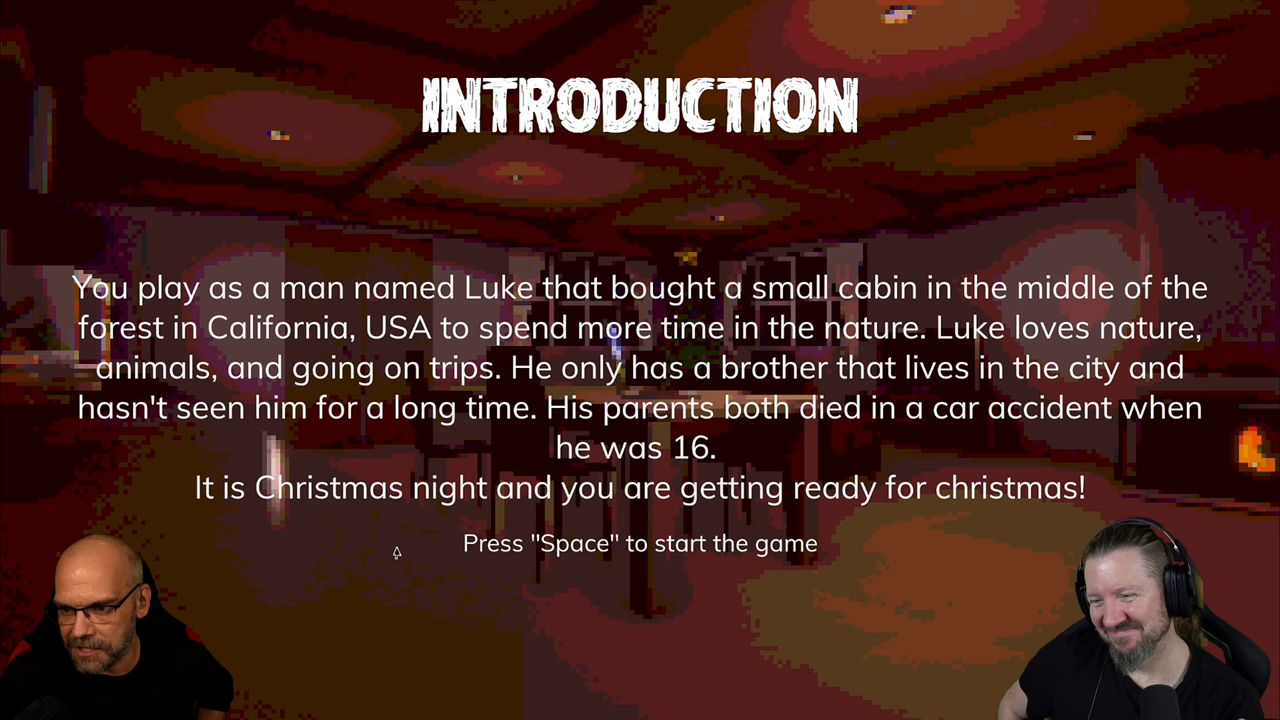 INTRODUCTION
You play as a man named Luke that bought a small cabin in the middle of the
forest in California, USA to spend more time in the nature. Luke loves nature,
animals, and going on trips. He only has a brother that lives in the city and
hasn't seen him for a long time. His parents both died in a car accident when
he was 16.
It is Christmas night and you are getting ready for christmas!
Press "Space" to start the game